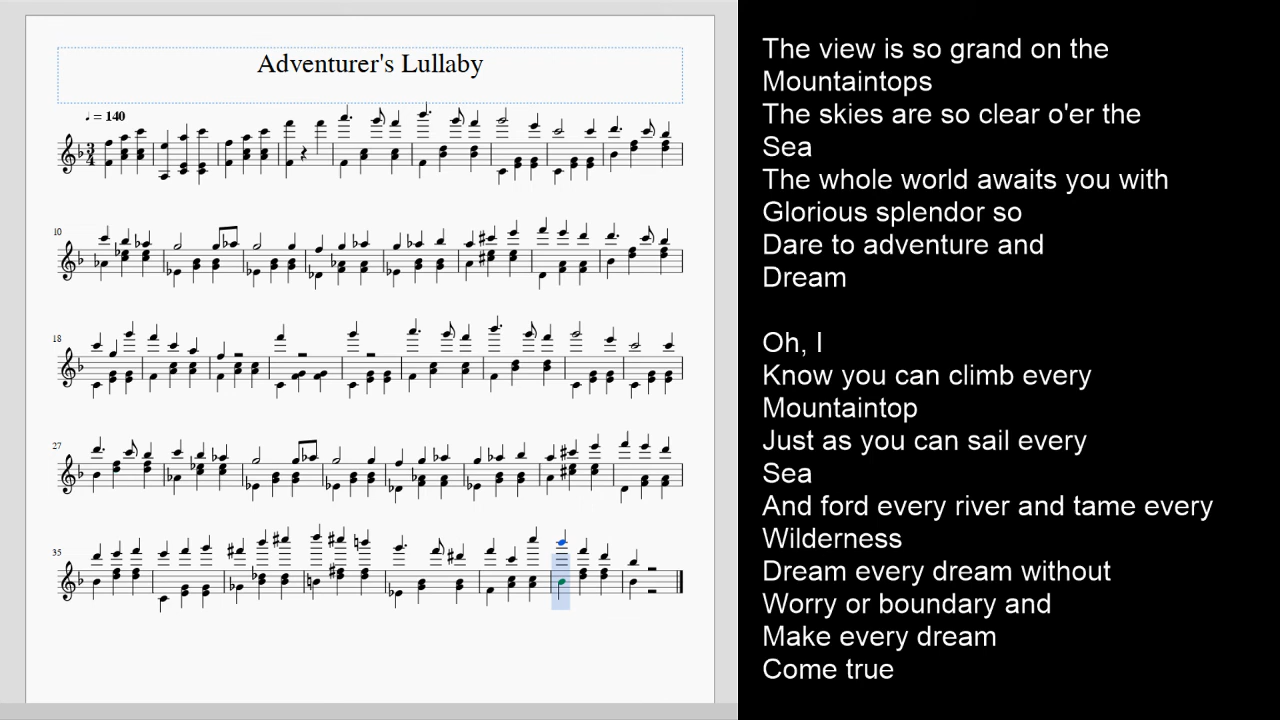 Adventurer's Lullaby
♩ = 140
3
4
10
18
27
35
The view is so grand on the
Mountaintops
The skies are so clear o'er the
Sea
The whole world awaits you with
Glorious splendor so
Dare to adventure and
Dream
Oh, I
Know you can climb every
Mountaintop
Just as you can sail every
Sea
And ford every river and tame every
Wilderness
Dream every dream without
Worry or boundary and
Make every dream
Come true